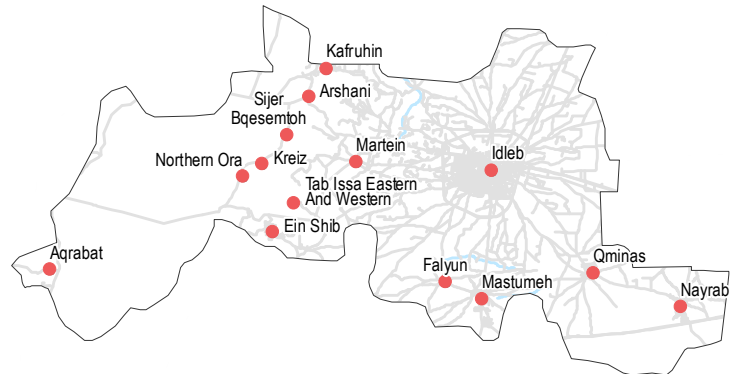 Kafruhin
Arshani
Sijer
Bqesemtoh
Martein
Idleb
Northern Ora
Kreiz
Tab Issa Eastern
And Western
Ein Shib
Aqrabat
Falyun
Qminas
Mastumeh
Nayrab